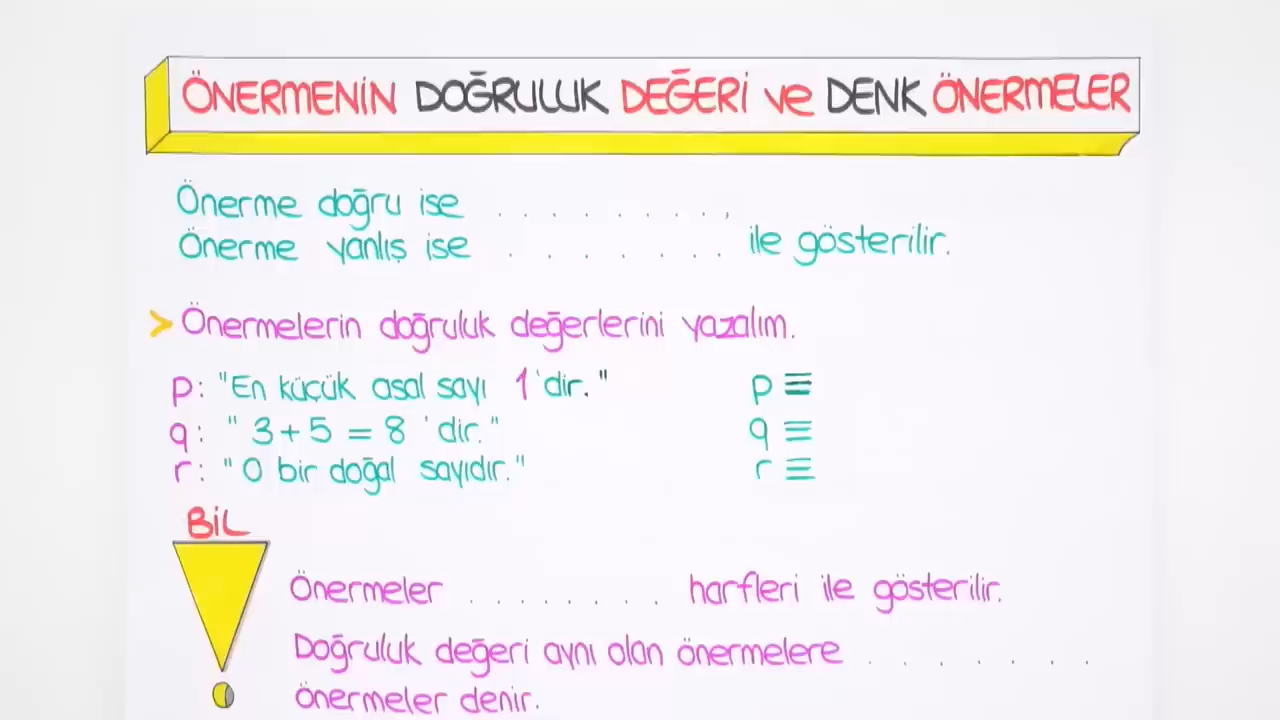 ÖNERMENİN DOĞRULUK DEĞERİ ve DENK ÖNERMELER
Önerme doğru ise . . . . . . . . . ,
Önerme yanlış ise . . . . . . . ile gösterilir.
> Önermelerin doğruluk değerlerini yazalım.
p: "En küçük asal sayı 1'dir." p ≡
q: "3+5 = 8 'dir." q ≡
r: "0 bir doğal sayıdır." r ≡
BİL
Önermeler . . . . . . . . harfleri ile gösterilir.
Doğruluk değeri aynı olan önermelere . . . . . . .
önermeler denir.